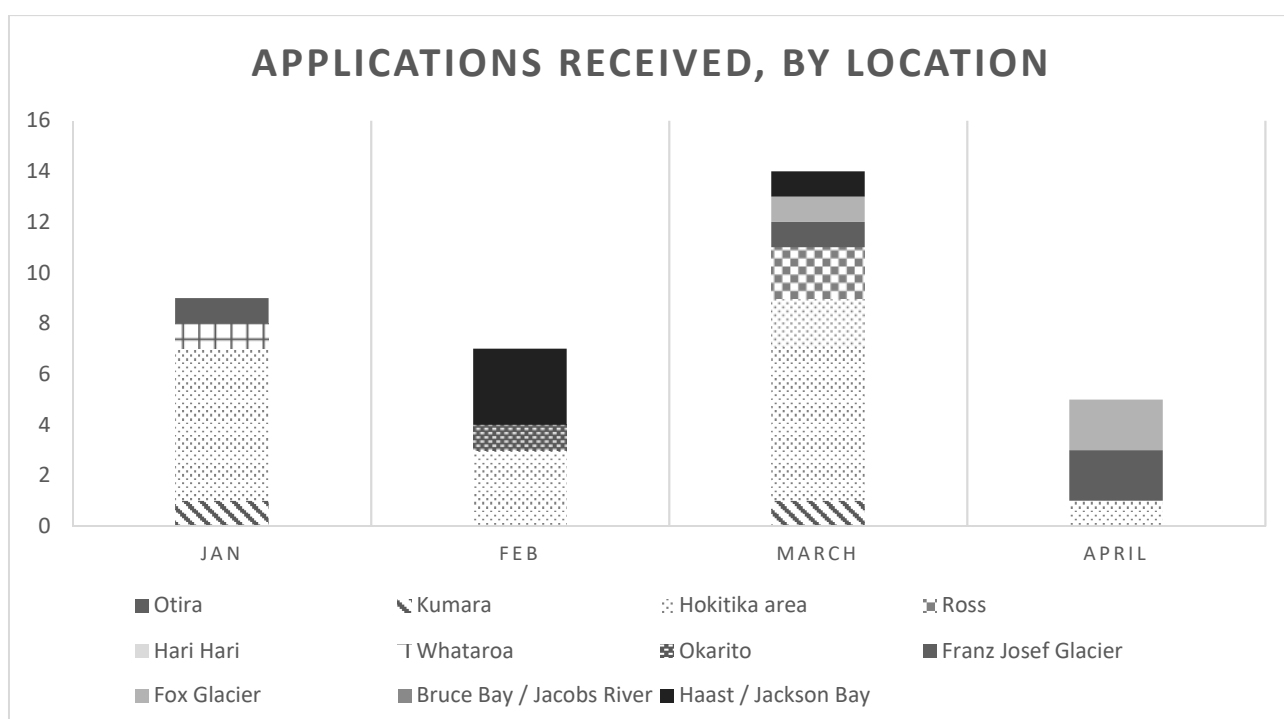 APPLICATIONS RECEIVED, BY LOCATION
16
14
12
10
8
6
4
2
0
JAN FEB MARCH APRIL
Otira Kumara Hokitika area Ross
Hari Hari Whataroa Okarito Franz Josef Glacier
Fox Glacier Bruce Bay / Jacobs River Haast / Jackson Bay